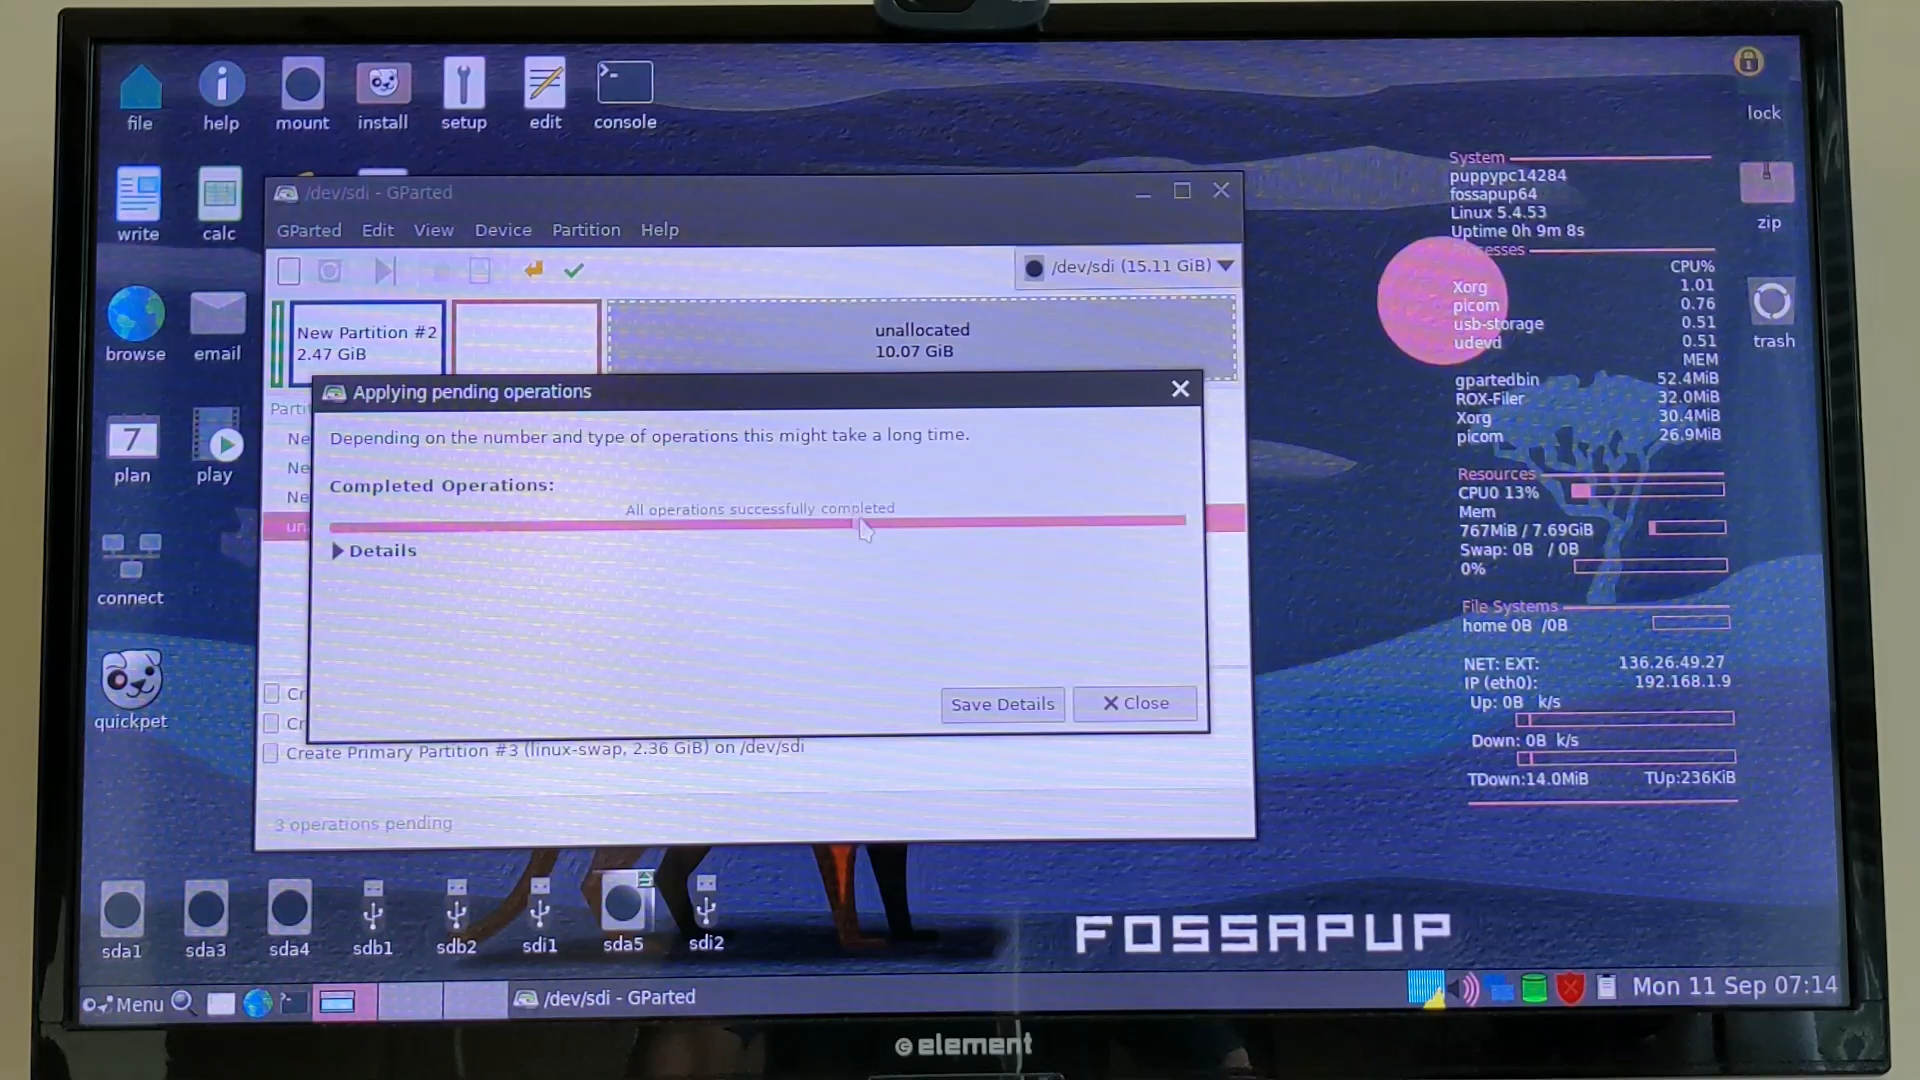 file
help
mount
install
setup
edit
console
lock
write
calc
zip
browse
email
trash
plan
7
play
connect
quickpet
/dev/sdi - GParted
GParted Edit View Device Partition Help
/dev/sdi (15.11 GiB)
New Partition #2
2.47 GiB
unallocated
10.07 GiB
Parti
Ne
Ne
Ne
un
Applying pending operations
Depending on the number and type of operations this might take a long time.
Completed Operations:
All operations successfully completed
Details
Save Details
Close
Cr
Cr
Create Primary Partition #3 (linux-swap, 2.36 GiB) on /dev/sdi
3 operations pending
System
puppypc14284
fossapup64
Linux 5.4.53
Uptime 0h 9m 8s
esses
CPU%
Xorg 1.01
picom 0.76
usb-storage 0.51
udevd 0.51
MEM
gpartedbin 52.4MiB
ROX-Filer 32.0MiB
Xorg 30.4MiB
picom 26.9MiB
Resources
CPU0 13%
Mem
767MiB / 7.69GiB
Swap: 0B / 0B
0%
File Systems
home 0B /0B
NET: EXT: 136.26.49.27
IP (eth0): 192.168.1.9
Up: 0B k/s
Down: 0B k/s
TDown:14.0MiB TUp:236KiB
sda1
sda3
sda4
sdb1
sdb2
sdi1
sda5
sdi2
FOSSAPUP
Menu
/dev/sdi - GParted
Mon 11 Sep 07:14
element